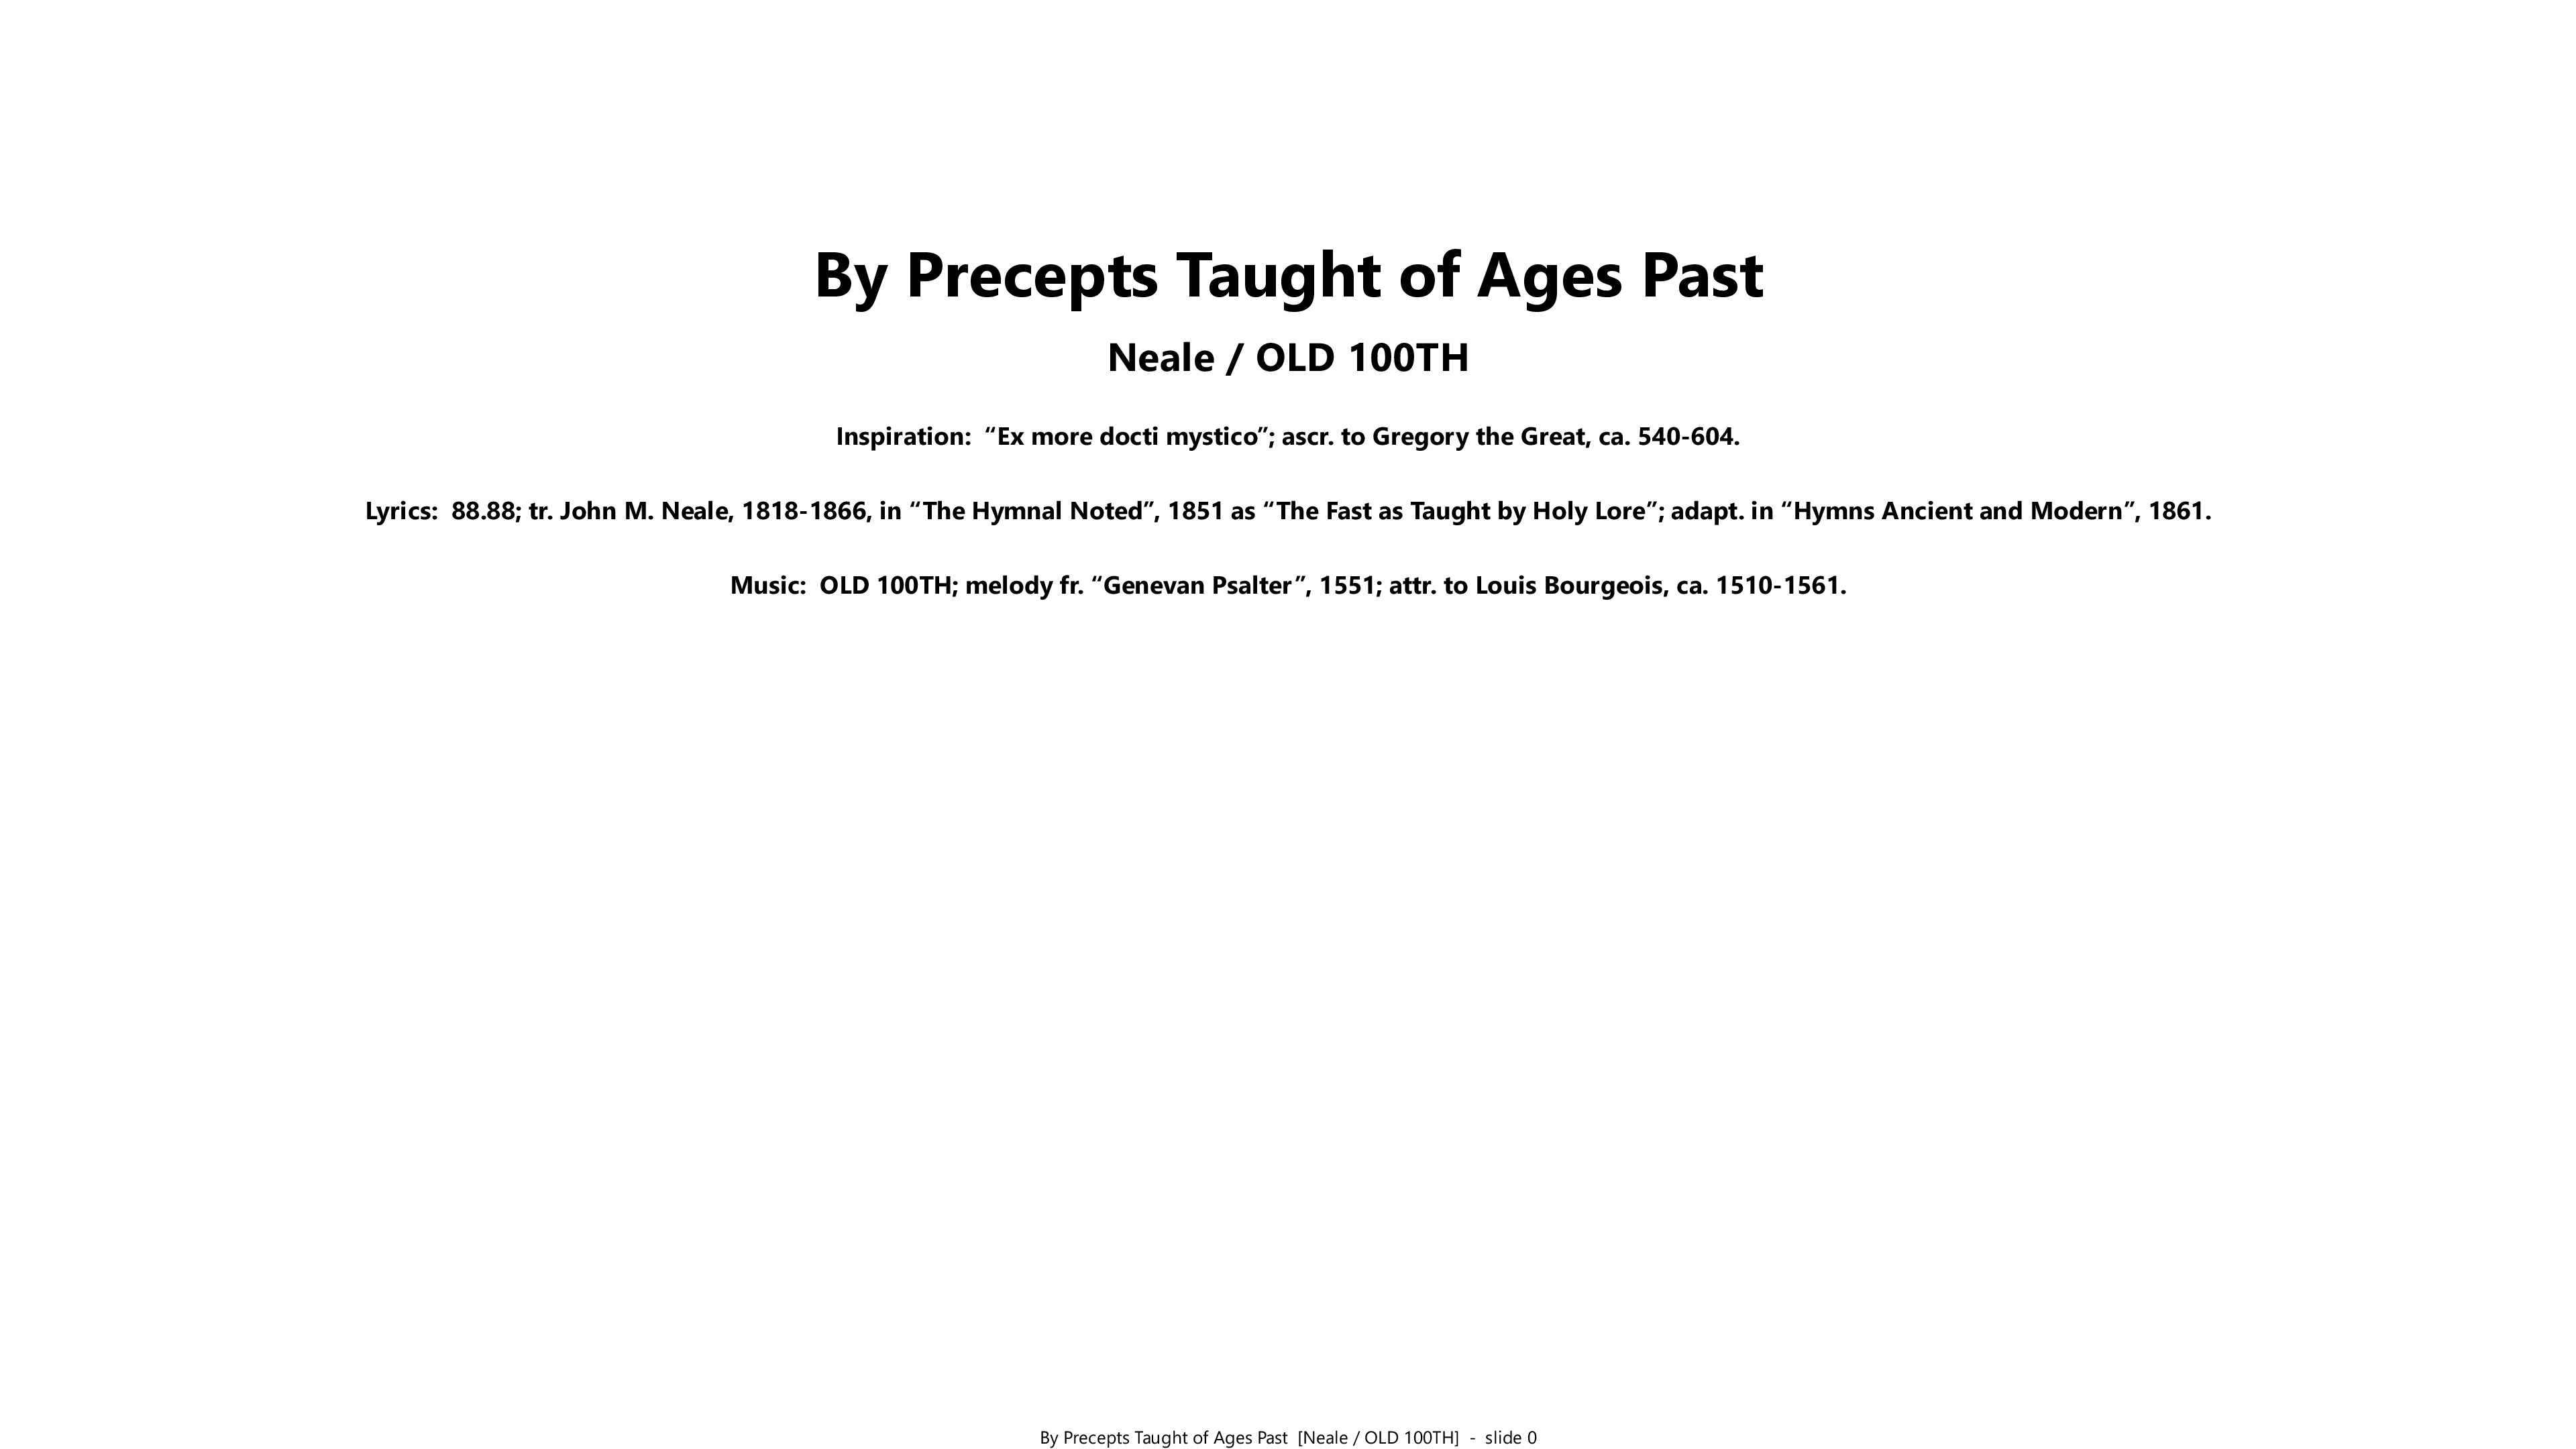 By Precepts Taught of Ages Past
Neale / OLD 100TH
Inspiration:  “Ex more docti mystico”; ascr. to Gregory the Great, ca. 540-604.
Lyrics:  88.88; tr. John M. Neale, 1818-1866, in “The Hymnal Noted”, 1851 as “The Fast as Taught by Holy Lore”; adapt. in “Hymns Ancient and Modern”, 1861.
Music:  OLD 100TH; melody fr. “Genevan Psalter”, 1551; attr. to Louis Bourgeois, ca. 1510-1561.
By Precepts Taught of Ages Past  [Neale / OLD 100TH]  -  slide 0